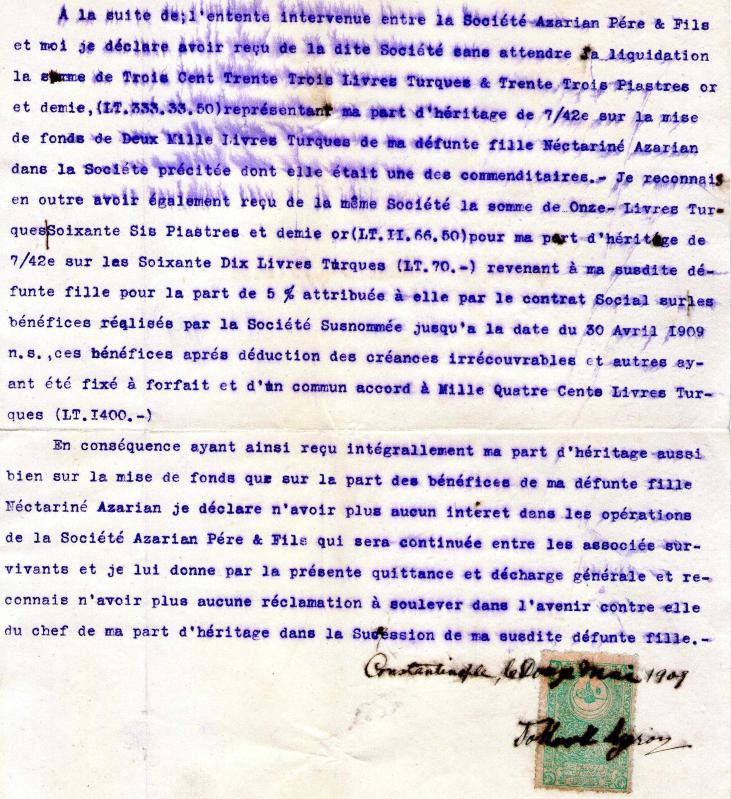 À la suite de l'entente intervenue entre la Société Azarian Pére & Fils
et moi je déclare avoir reçu de la dite Société sans attendre sa liquidation
la somme de Trois Cent Trente Trois Livres Turques & Trente Trois Piastres or
et demie,(LT.333.33.50)représentant ma part d'héritage de 7/42e sur la mise
de fonds de Deux Mille Livres Turques de ma défunte fille Néctariné Azarian
dans la Sociéte précitée dont elle était une des commenditaires.- Je reconnais
en outre avoir également reçu de la même Société la somme de Onze- Livres Tur-
ques Soixante Sis Piastres et demie or(LT.II.66.50)pour ma part d'héritage de
7/42e sur les Soixante Dix Livres Turques (LT.70.-) revenant à ma susdite dé-
funte fille pour la part de 5 % attribuée à elle par le contrat Social sur les
bénéfices réalisés par la Société Susnommée jusqu'a la date du 30 Avril I909
n.s.,ces bénéfices aprés déduction des créances irrécouvrables et autres ay-
ant été fixé à forfait et d'un commun accord à Mille Quatre Cents Livres Tur-
ques (LT.I400.-)
En conséquence ayant ainsi reçu intégrallement ma part d'héritage aussi
bien sur la mise de fonds que sur la part des bénéfices de ma défunte fille
Néctariné Azarian je déclare n'avoir plus aucun intéret dans les opérations
de la Société Azarian Pére & Fils qui sera continuée entre les associés sur-
vivants et je lui donne par la présente quittance et décharge générale et re-
connais n'avoir plus aucune réclamation à soulever dans l'avenir contre elle
du chef de ma part d'héritage dans la Sucéssion de ma susdite défunte fille.-
Constantinople, le Douze Mai 1909